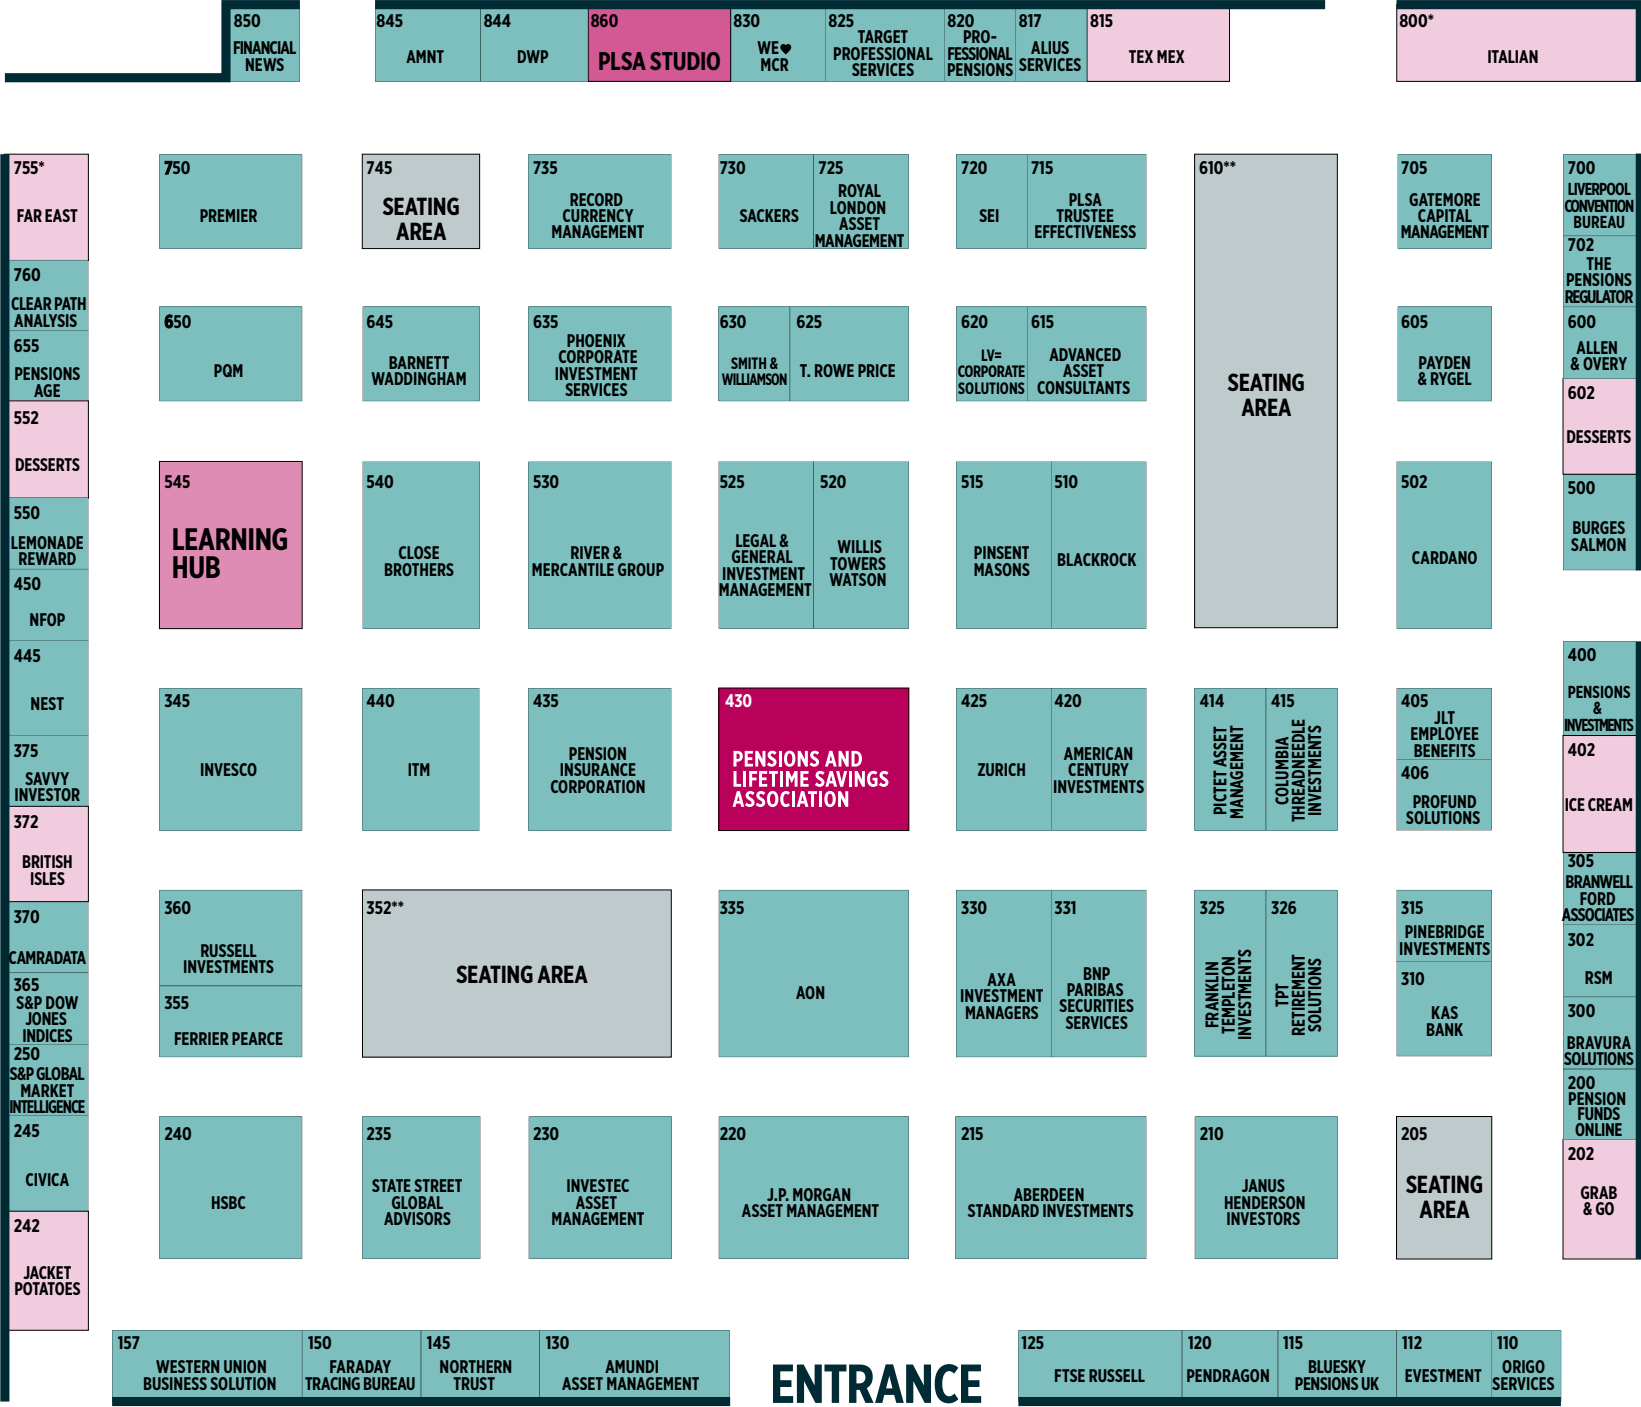 850
FINANCIAL
NEWS
845
AMNT
844
DWP
860
PLSA STUDIO
830
WE♥
MCR
825
TARGET
PROFESSIONAL
SERVICES
820
PRO-
FESSIONAL
PENSIONS
817
ALIUS
SERVICES
815
TEX MEX
800*
ITALIAN
755*
FAR EAST
750
PREMIER
745
SEATING
AREA
735
RECORD
CURRENCY
MANAGEMENT
730
SACKERS
725
ROYAL
LONDON
ASSET
MANAGEMENT
720
SEI
715
PLSA
TRUSTEE
EFFECTIVENESS
610**
SEATING
AREA
705
GATEMORE
CAPITAL
MANAGEMENT
700
LIVERPOOL
CONVENTION
BUREAU
702
THE
PENSIONS
REGULATOR
760
CLEAR PATH
ANALYSIS
655
PENSIONS
AGE
650
PQM
645
BARNETT
WADDINGHAM
635
PHOENIX
CORPORATE
INVESTMENT
SERVICES
630
SMITH &
WILLIAMSON
625
T. ROWE PRICE
620
LV=
CORPORATE
SOLUTIONS
615
ADVANCED
ASSET
CONSULTANTS
605
PAYDEN
& RYGEL
600
ALLEN
& OVERY
602
DESSERTS
552
DESSERTS
550
LEMONADE
REWARD
450
NFOP
545
LEARNING
HUB
540
CLOSE
BROTHERS
530
RIVER &
MERCANTILE GROUP
525
LEGAL &
GENERAL
INVESTMENT
MANAGEMENT
520
WILLIS
TOWERS
WATSON
515
PINSENT
MASONS
510
BLACKROCK
502
CARDANO
500
BURGES
SALMON
445
NEST
375
SAVVY
INVESTOR
345
INVESCO
440
ITM
435
PENSION
INSURANCE
CORPORATION
430
PENSIONS AND
LIFETIME SAVINGS
ASSOCIATION
425
ZURICH
420
AMERICAN
CENTURY
INVESTMENTS
414
PICTET ASSET
MANAGEMENT
415
COLUMBIA
THREADNEEDLE
INVESTMENTS
405
JLT
EMPLOYEE
BENEFITS
406
PROFUND
SOLUTIONS
400
PENSIONS
&
INVESTMENTS
402
ICE CREAM
372
BRITISH
ISLES
370
CAMRADATA
365
S&P DOW
JONES
INDICES
250
S&P GLOBAL
MARKET
INTELLIGENCE
360
RUSSELL
INVESTMENTS
355
FERRIER PEARCE
352**
SEATING AREA
335
AON
330
AXA
INVESTMENT
MANAGERS
331
BNP
PARIBAS
SECURITIES
SERVICES
325
FRANKLIN
TEMPLETON
INVESTMENTS
326
TPT
RETIREMENT
SOLUTIONS
315
PINEBRIDGE
INVESTMENTS
310
KAS
BANK
305
BRANWELL
FORD
ASSOCIATES
302
RSM
300
BRAVURA
SOLUTIONS
200
PENSION
FUNDS
ONLINE
245
CIVICA
242
JACKET
POTATOES
240
HSBC
235
STATE STREET
GLOBAL
ADVISORS
230
INVESTEC
ASSET
MANAGEMENT
220
J.P. MORGAN
ASSET MANAGEMENT
215
ABERDEEN
STANDARD INVESTMENTS
210
JANUS
HENDERSON
INVESTORS
205
SEATING
AREA
202
GRAB
& GO
157
WESTERN UNION
BUSINESS SOLUTION
150
FARADAY
TRACING BUREAU
145
NORTHERN
TRUST
130
AMUNDI
ASSET MANAGEMENT
ENTRANCE
125
FTSE RUSSELL
120
PENDRAGON
115
BLUESKY
PENSIONS UK
112
EVESTMENT
110
ORIGO
SERVICES